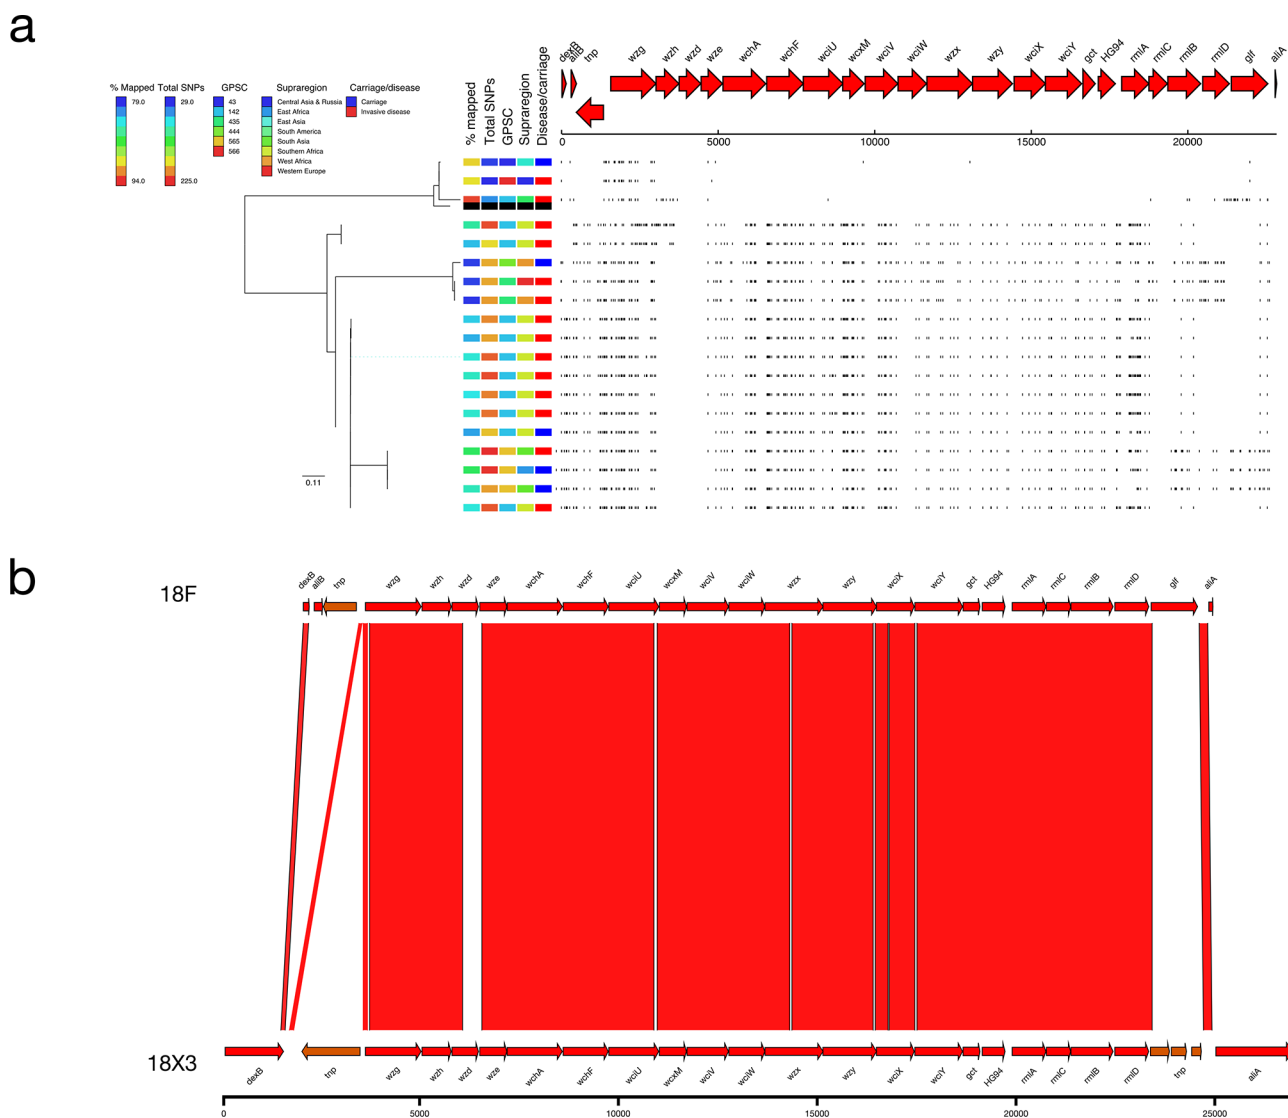 a
dexB aliB tnp wzg wzh wzd wze wchA wchF wciU wcxM wciV wciW wzx wzy wciX wciY gct HG94 rmlA rmlC rmlB rmlD glf aliA
% Mapped Total SNPs GPSC Supraregion Carriage/disease
79.0 29.0 43 Central Asia & Russia Carriage
142 East Africa Invasive disease
435 East Asia
444 South America
565 South Asia
566 Southern Africa
West Africa
94.0 225.0 Western Europe
% mapped Total SNPs GPSC Supraregion Disease/carriage
0 5000 10000 15000 20000
0.11
b
dexB aliB tnp wzg wzh wzd wze wchA wchF wciU wcxM wciV wciW wzx wzy wciX wciY gct HG94 rmlA rmlC rmlB rmlD glf aliA
18F
18X3
dexB tnp wzg wzh wzd wze wchA wchF wciU wcxM wciV wciW wzx wzy wciX wciY gct HG94 rmlA rmlC rmlB rmlD tnp aliA
0 5000 10000 15000 20000 25000